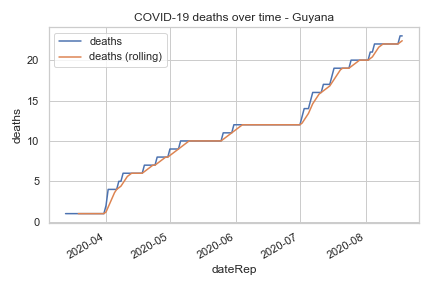 COVID-19 deaths over time - Guyana
deaths
deaths (rolling)
deaths
20
15
10
5
0
2020-04
2020-05
2020-06
2020-07
2020-08
dateRep